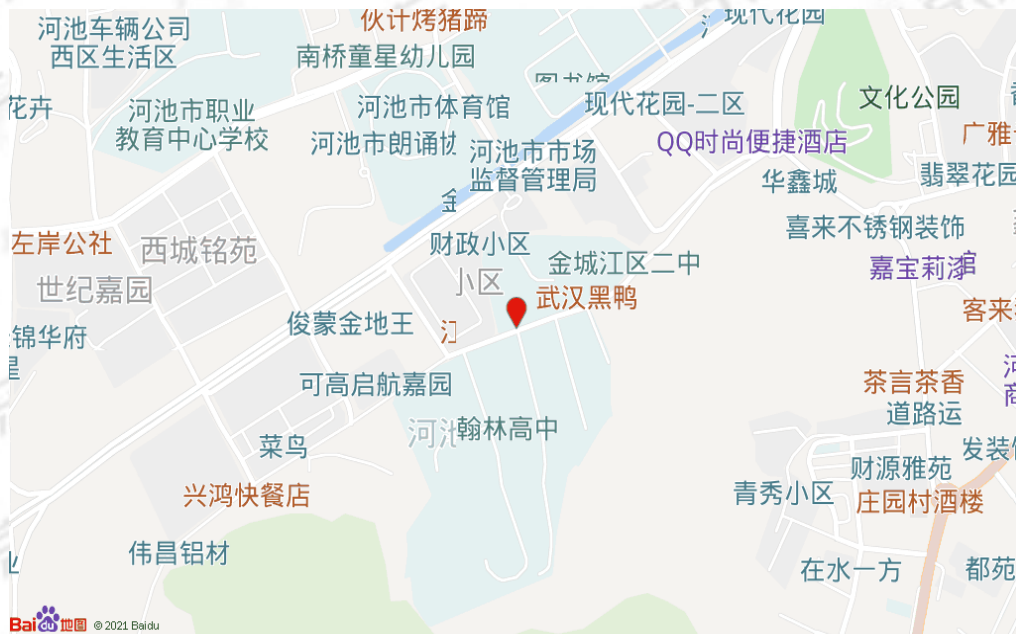 伙计烤猪蹄
现代花园
河池车辆公司
西区生活区
南桥童星幼儿园
图书馆
花卉
河池市职业
教育中心学校
河池市体育馆
现代花园-二区
文化公园
河池市朗诵协
河池市市场
监督管理局
QQ时尚便捷酒店
广雅
华鑫城
翡翠花园
金
左岸公社
西城铭苑
财政小区
喜来不锈钢装饰
小区
金城江区二中
嘉宝莉漆
世纪嘉园
武汉黑鸭
客来
锦华府
俊蒙金地王
江
星
可高启航嘉园
茶言茶香
河
商
道路运
河池
翰林高中
菜鸟
发装饰
财源雅苑
兴鸿快餐店
青秀小区
庄园村酒楼
伟昌铝材
业
在水一方
都苑
Bai du 地图
© 2021 Baidu